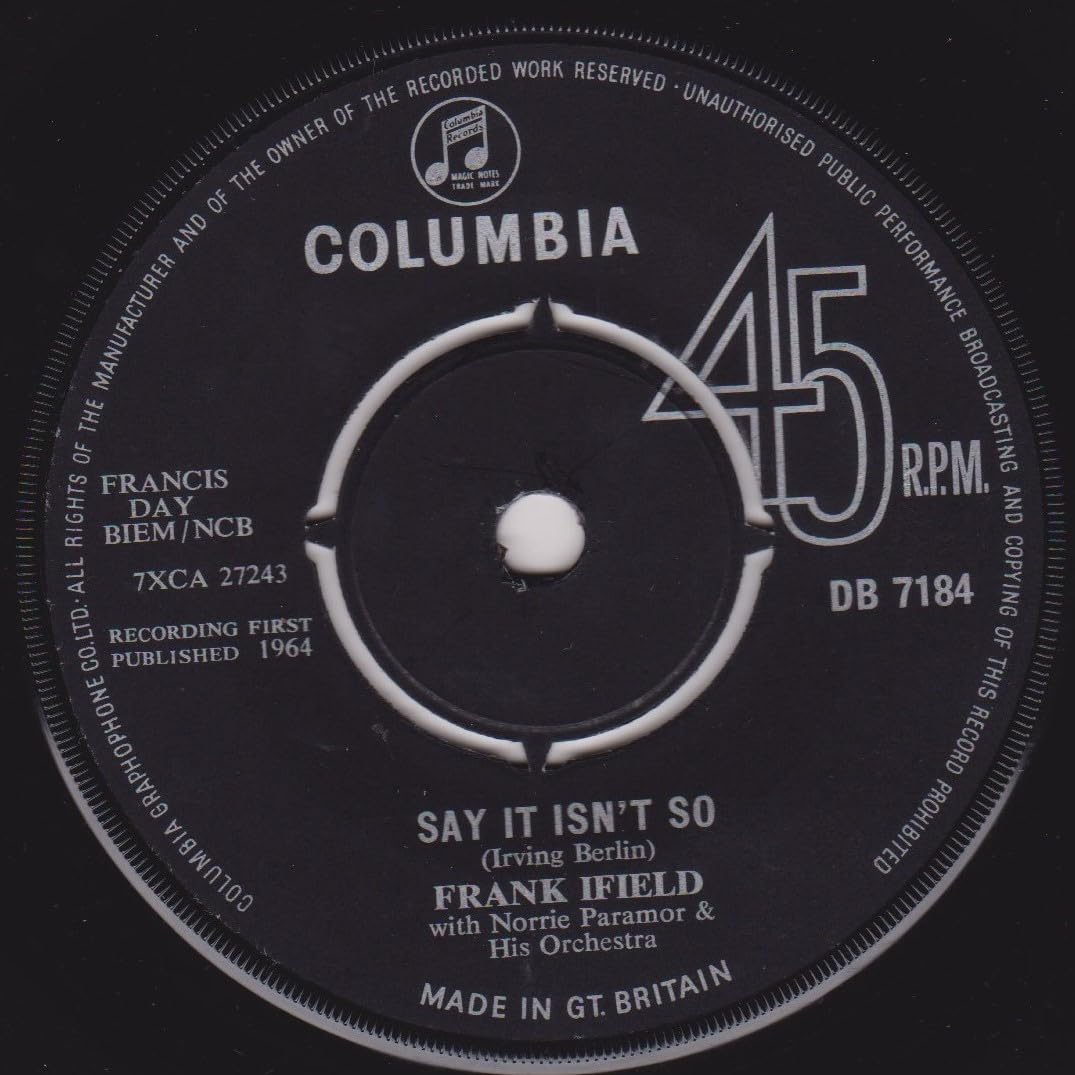 COLUMBIA GRAPHOPHONE CO. LTD. · ALL RIGHTS OF THE MANUFACTURER AND OF THE OWNER OF THE RECORDED WORK RESERVED · UNAUTHORISED PUBLIC PERFORMANCE BROADCASTING AND COPYING OF THIS RECORD PROHIBITED
Columbia
Records
MAGIC NOTES
TRADE MARK
COLUMBIA
45
R.P.M.
FRANCIS
DAY
BIEM/NCB
7XCA 27243
RECORDING FIRST
PUBLISHED 1964
DB 7184
SAY IT ISN'T SO
(Irving Berlin)
FRANK IFIELD
with Norrie Paramor &
His Orchestra
MADE IN GT. BRITAIN